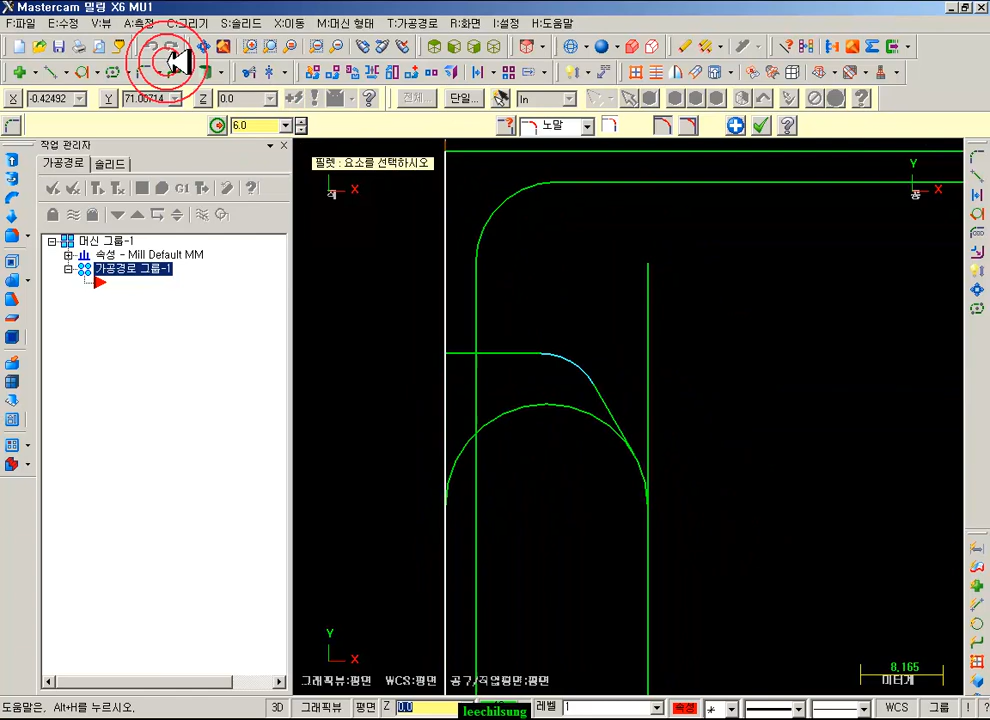 Mastercam 밀링 X6 MU1
F:파일 E:수정 V:뷰 A:측정 C:그리기 S:솔리드 X:이동 M:머신 형태 T:가공경로 R:화면 I:설정 H:도움말
X -0.42492 Y 71.00714 Z 0.0 전체... 단일... In
6.0 노말
작업 관리자
가공경로 솔리드
필렛 : 요소를 선택하시오
G1
머신 그룹-1
속성 - Mill Default MM
가공경로 그룹-1
X
Y
X
Y
X
그래픽뷰:평면 WCS:평면 공구/작업평면:평면
8.165
미터계
도움말은, Alt+H를 누르시오. 3D 그래픽뷰 평면 Z 0.0 레벨 1 속성 WCS 그룹 ! ?
leechilsung